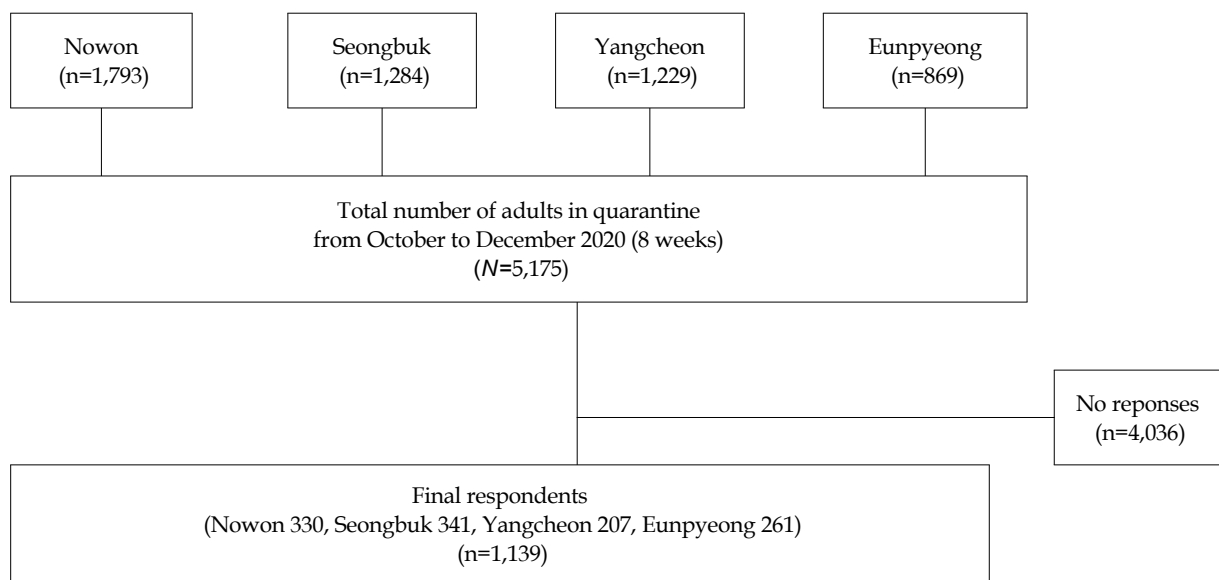 Nowon
(n=1,793)
Seongbuk
(n=1,284)
Yangcheon
(n=1,229)
Eunpyeong
(n=869)
Total number of adults in quarantine
from October to December 2020 (8 weeks)
(N=5,175)
No reponses
(n=4,036)
Final respondents
(Nowon 330, Seongbuk 341, Yangcheon 207, Eunpyeong 261)
(n=1,139)